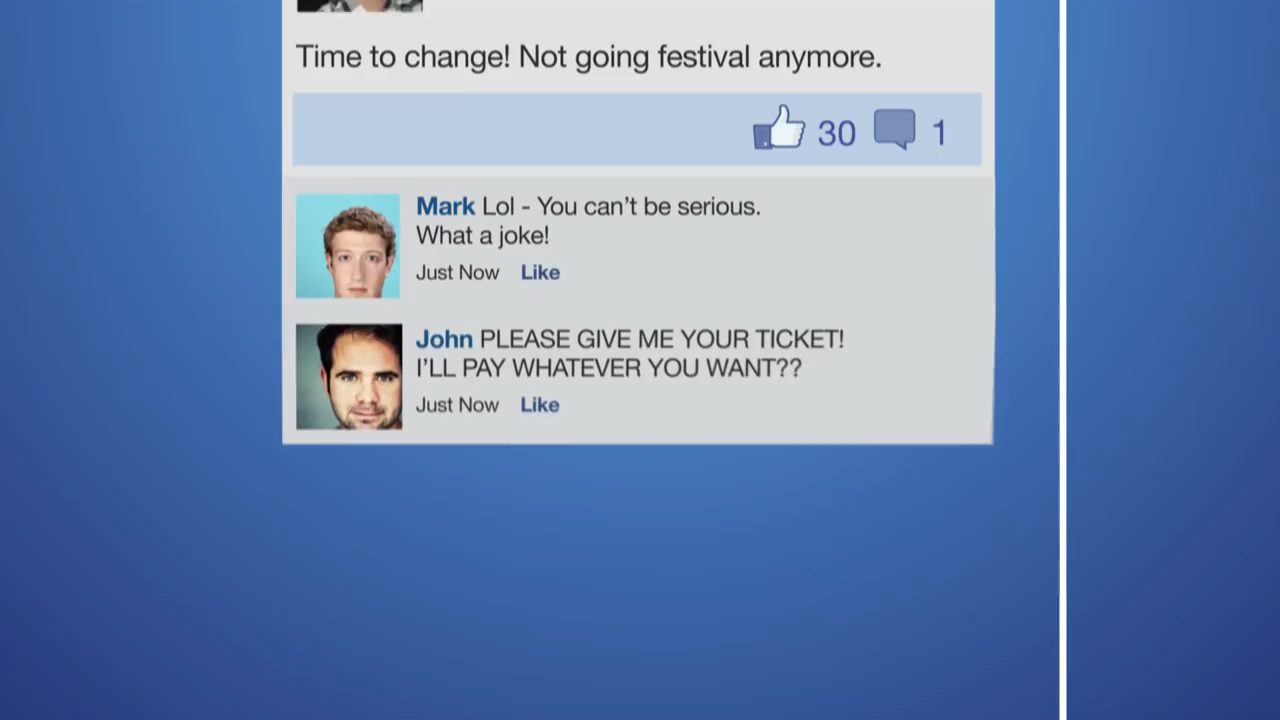 Time to change! Not going festival anymore.
30 1
Mark Lol - You can't be serious.
What a joke!
Just Now Like
John PLEASE GIVE ME YOUR TICKET!
I'LL PAY WHATEVER YOU WANT??
Just Now Like